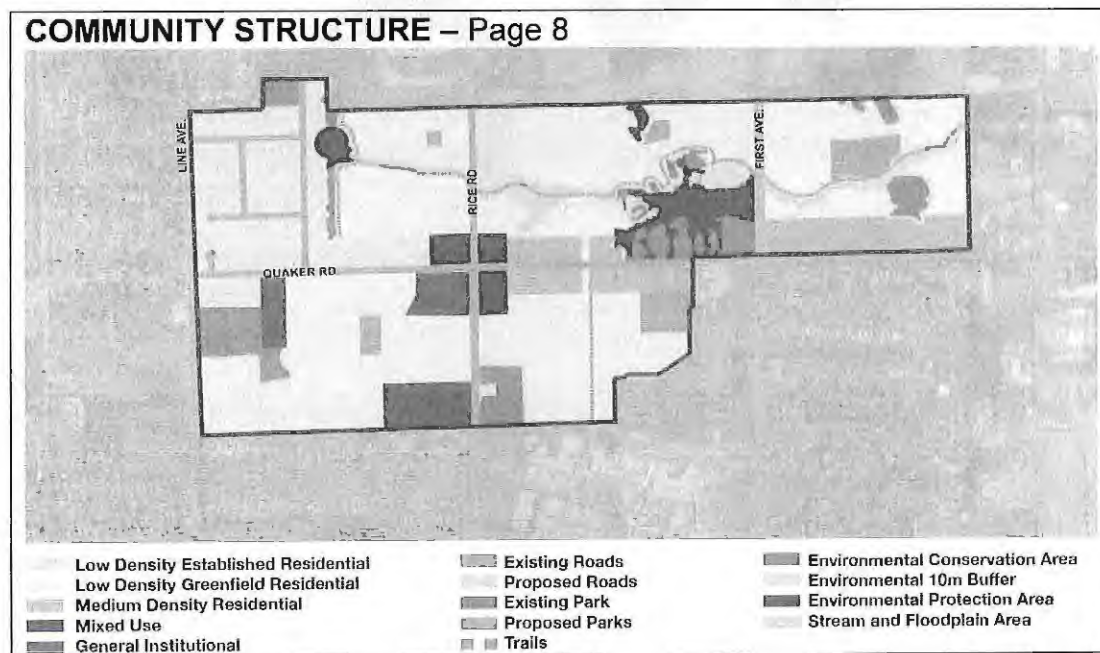 COMMUNITY STRUCTURE – Page 8
LINE AVE.
RICE RD
FIRST AVE.
QUAKER RD
Low Density Established Residential
Low Density Greenfield Residential
Medium Density Residential
Mixed Use
General Institutional
Existing Roads
Proposed Roads
Existing Park
Proposed Parks
Trails
Environmental Conservation Area
Environmental 10m Buffer
Environmental Protection Area
Stream and Floodplain Area